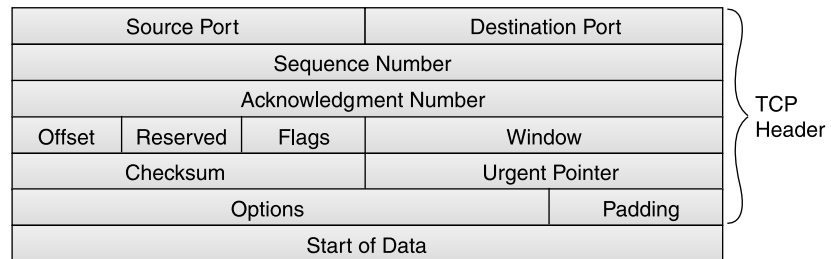 Source Port Destination Port
Sequence Number
Acknowledgment Number
Offset Reserved Flags Window
Checksum Urgent Pointer
Options Padding
Start of Data
TCP
Header